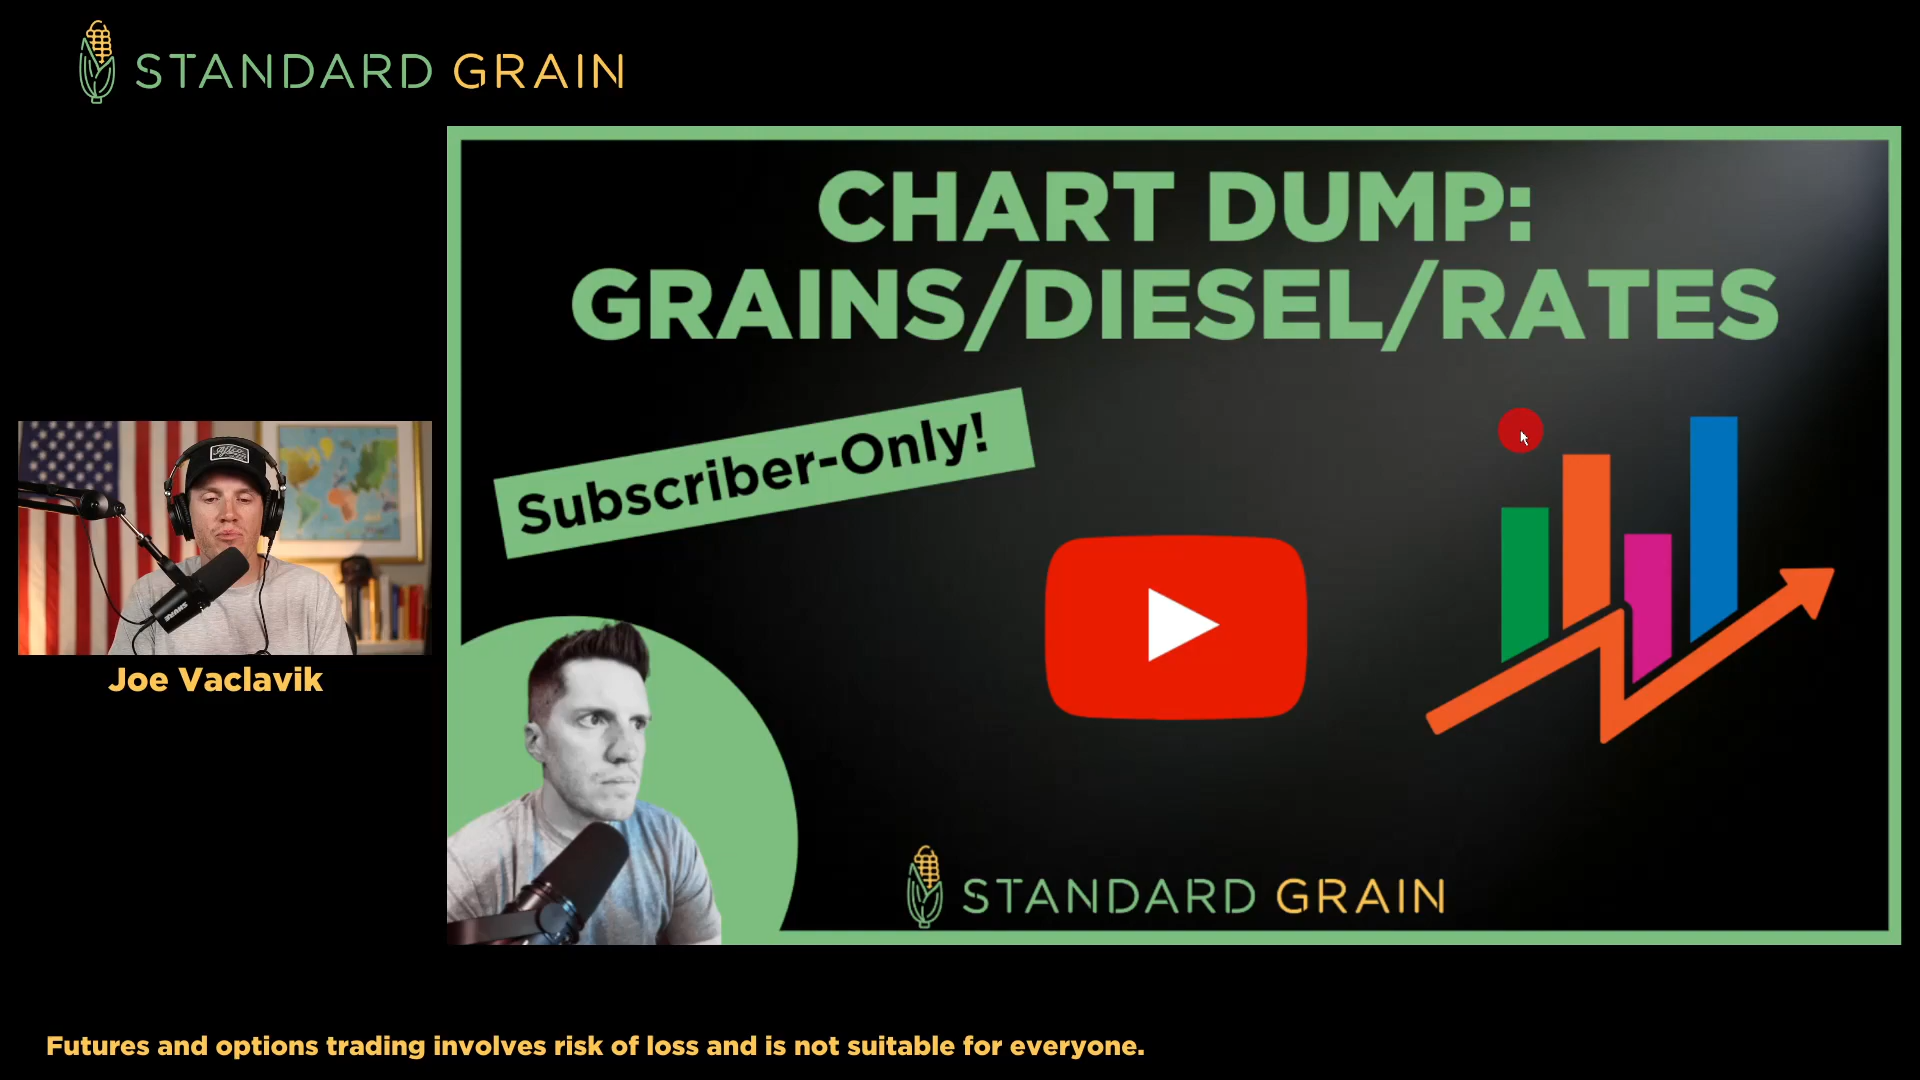 STANDARD GRAIN
CHART DUMP:
GRAINS/DIESEL/RATES
Subscriber-Only!
Joe Vaclavik
STANDARD GRAIN
Futures and options trading involves risk of loss and is not suitable for everyone.